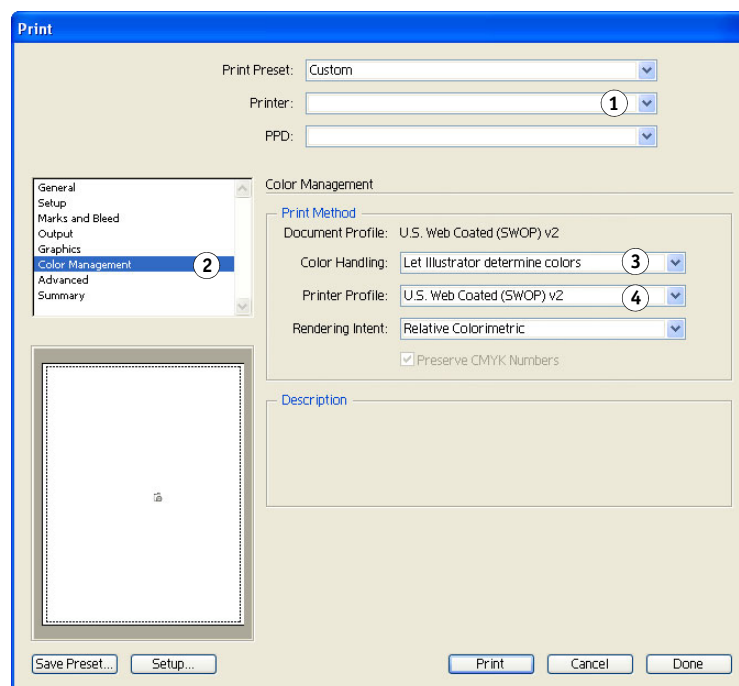 Print
Print Preset: Custom
Printer: 1
PPD:
General
Setup
Marks and Bleed
Output
Graphics
Color Management 2
Advanced
Summary
Color Management
Print Method
Document Profile: U.S. Web Coated (SWOP) v2
Color Handling: Let Illustrator determine colors 3
Printer Profile: U.S. Web Coated (SWOP) v2 4
Rendering Intent: Relative Colorimetric
Preserve CMYK Numbers
Description
Save Preset... Setup... Print Cancel Done